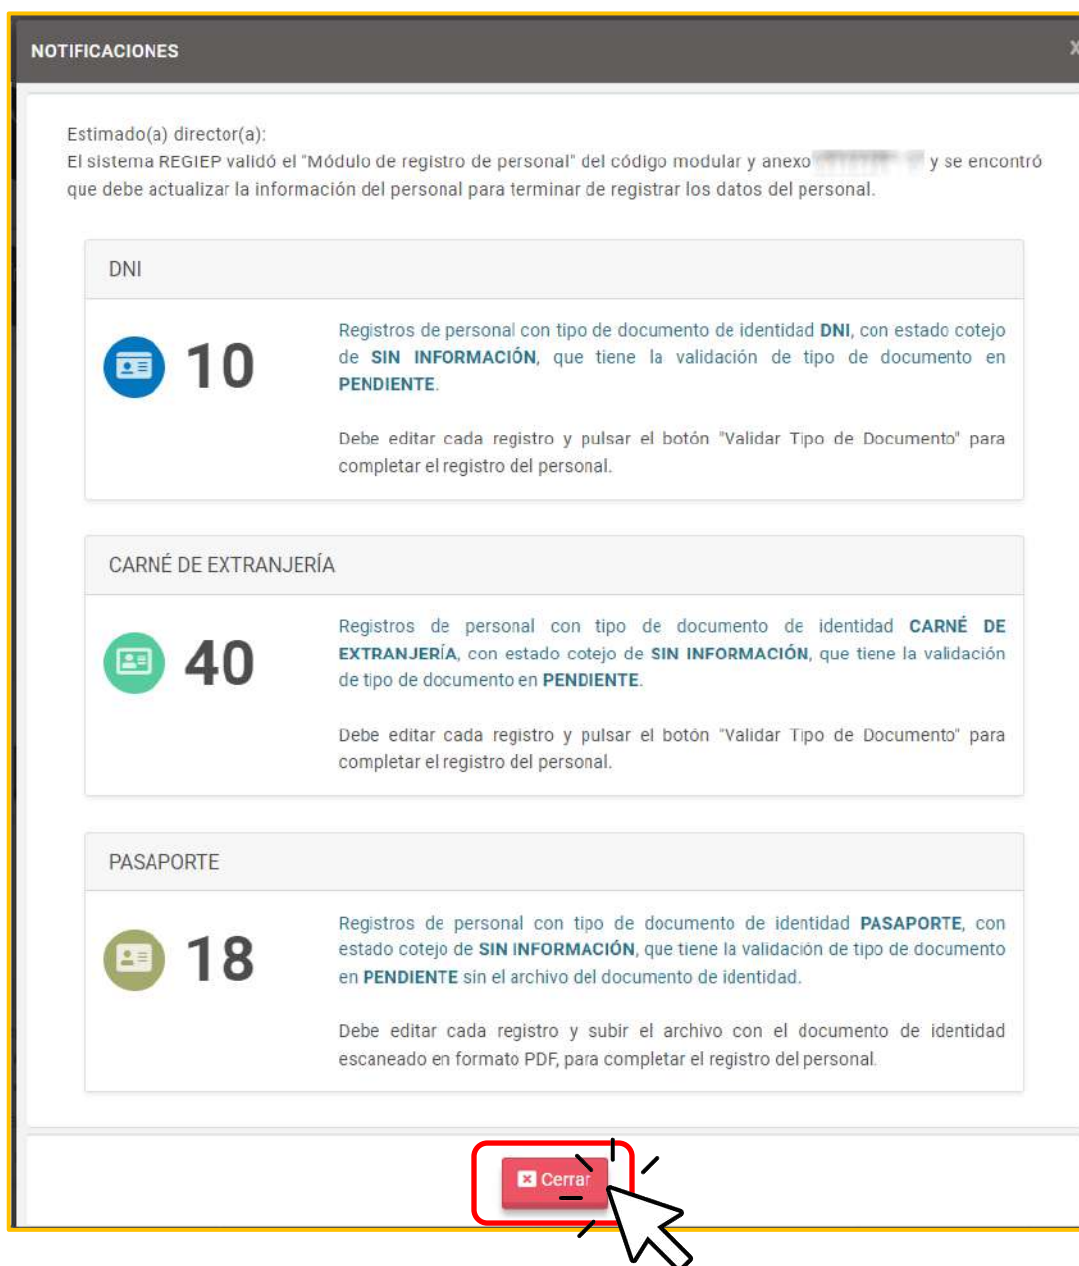 NOTIFICACIONES
X
Estimado(a) director(a):
El sistema REGIEP validó el "Módulo de registro de personal" del código modular y anexo y se encontró
que debe actualizar la información del personal para terminar de registrar los datos del personal.
DNI
10
Registros de personal con tipo de documento de identidad DNI, con estado cotejo
de SIN INFORMACIÓN, que tiene la validación de tipo de documento en
PENDIENTE.
Debe editar cada registro y pulsar el botón "Validar Tipo de Documento" para
completar el registro del personal.
CARNÉ DE EXTRANJERÍA
40
Registros de personal con tipo de documento de identidad CARNÉ DE
EXTRANJERÍA, con estado cotejo de SIN INFORMACIÓN, que tiene la validación
de tipo de documento en PENDIENTE.
Debe editar cada registro y pulsar el botón "Validar Tipo de Documento" para
completar el registro del personal.
PASAPORTE
18
Registros de personal con tipo de documento de identidad PASAPORTE, con
estado cotejo de SIN INFORMACIÓN, que tiene la validación de tipo de documento
en PENDIENTE sin el archivo del documento de identidad.
Debe editar cada registro y subir el archivo con el documento de identidad
escaneado en formato PDF, para completar el registro del personal.
Cerrar